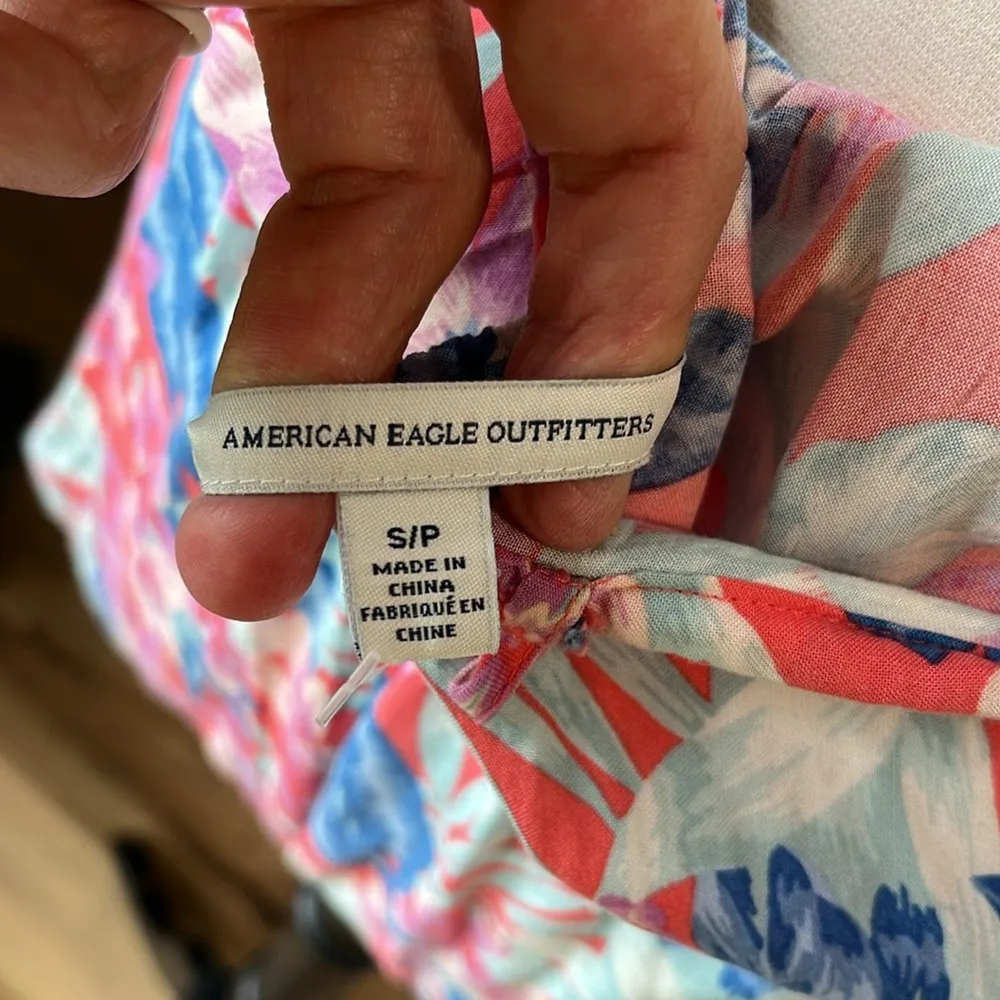 AMERICAN EAGLE OUTFITTERS
S/P
MADE IN
CHINA
FABRIQUÉ EN
CHINE